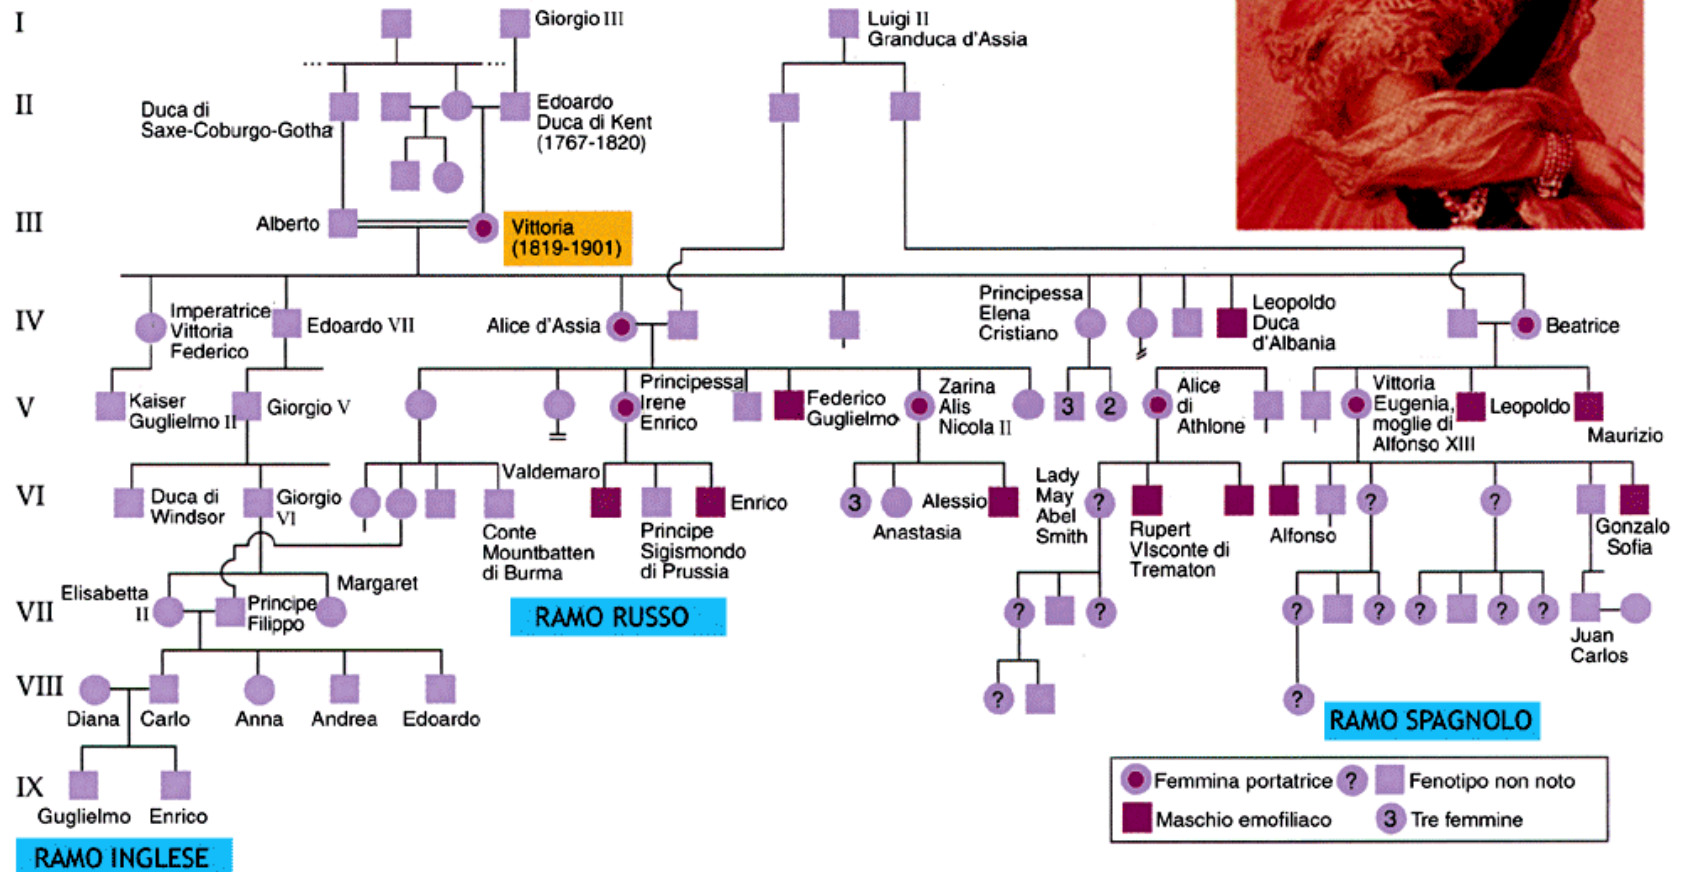 I
Giorgio III
Luigi II
Granduca d'Assia
II
Duca di
Saxe-Coburgo-Gotha
Edoardo
Duca di Kent
(1767-1820)
III
Alberto
Vittoria
(1819-1901)
IV
Imperatrice
Vittoria
Federico
Edoardo VII
Alice d'Assia
Principessa
Elena
Cristiano
Leopoldo
Duca
d'Albania
Beatrice
V
Kaiser
Guglielmo II
Giorgio V
Principessa
Irene
Enrico
Federico
Guglielmo
Zarina
Alis
Nicola II
3
2
Alice
di
Athlone
Vittoria
Eugenia,
moglie di
Alfonso XIII
Leopoldo
Maurizio
VI
Duca di
Windsor
Giorgio
VI
Conte
Mountbatten
di Burma
Valdemaro
Principe
Sigismondo
di Prussia
Enrico
3
Anastasia
Alessio
Lady
May
Abel
Smith
?
Rupert
VIsconte di
Trematon
Alfonso
?
?
Gonzalo
Sofia
VII
Elisabetta
II
Principe
Filippo
Margaret
RAMO RUSSO
?
?
?
?
?
?
?
Juan
Carlos
VIII
Diana
Carlo
Anna
Andrea
Edoardo
?
?
RAMO SPAGNOLO
IX
Guglielmo
Enrico
RAMO INGLESE
Femmina portatrice
?
Fenotipo non noto
Maschio emofiliaco
3
Tre femmine